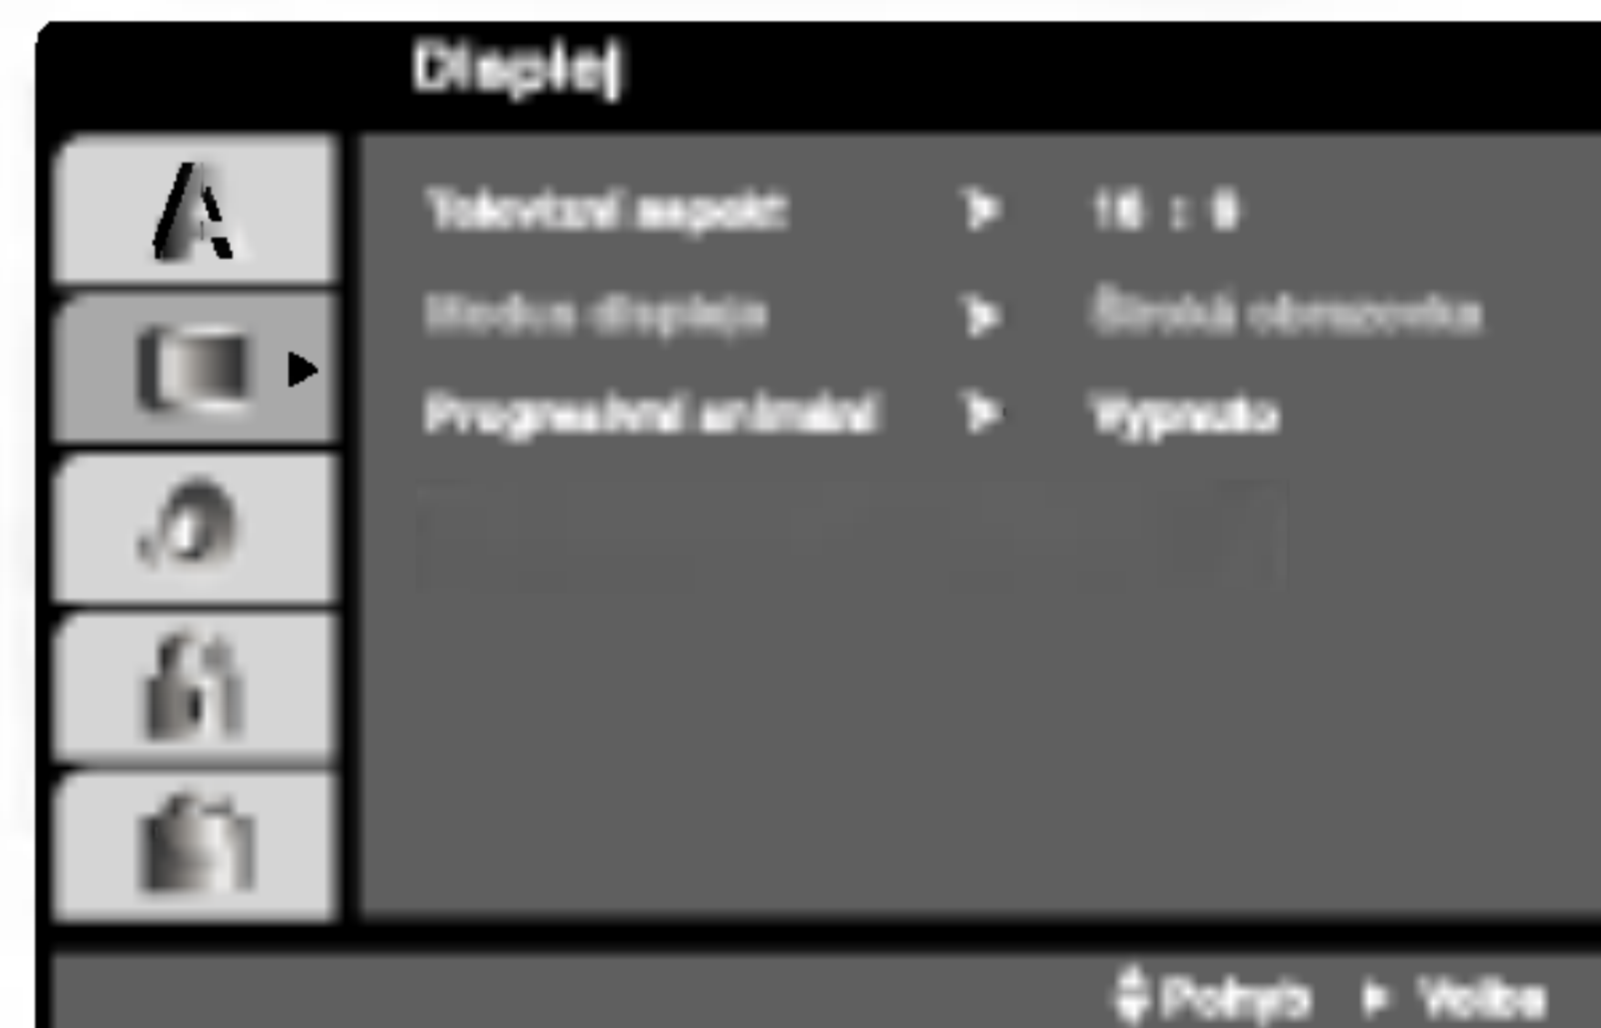 Displej
Televizní aspekt 16 : 9
Modus displeje Široká obrazovka
Progresivní snímání Vypnuto
Pohyb Volba